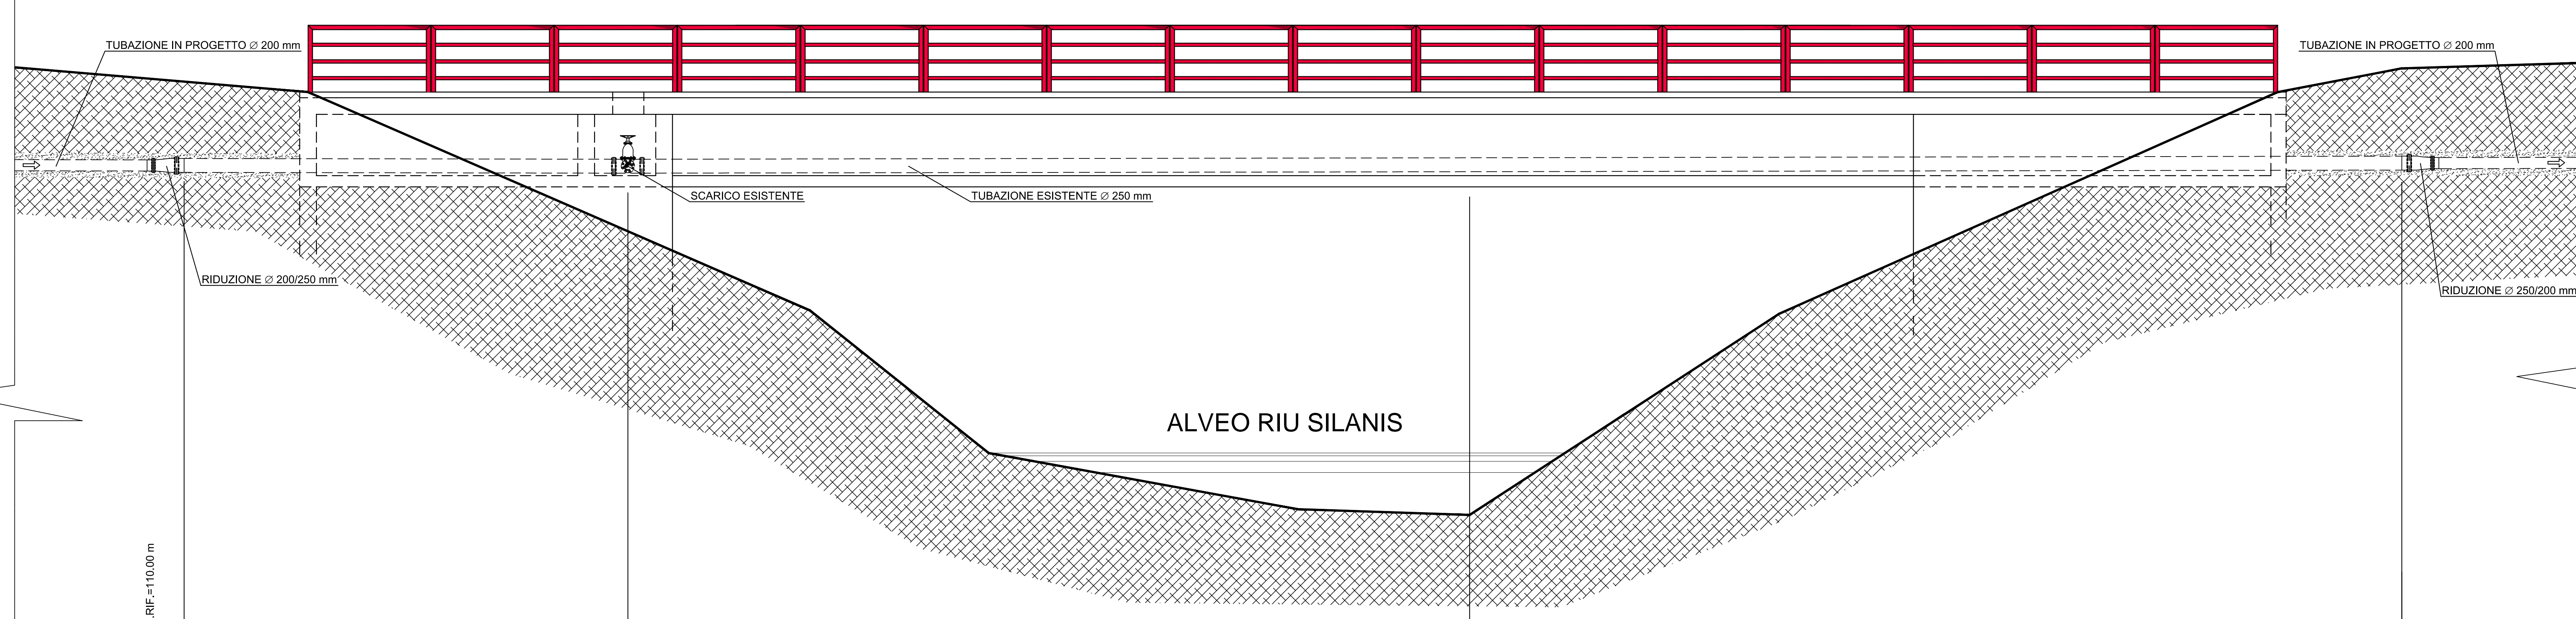 TUBAZIONE IN PROGETTO ∅ 200 mm
TUBAZIONE IN PROGETTO ∅ 200 mm
SCARICO ESISTENTE
TUBAZIONE ESISTENTE ∅ 250 mm
RIDUZIONE ∅ 200/250 mm
RIDUZIONE ∅ 250/200 mm
ALVEO RIU SILANIS
.RIF.=110.00 m